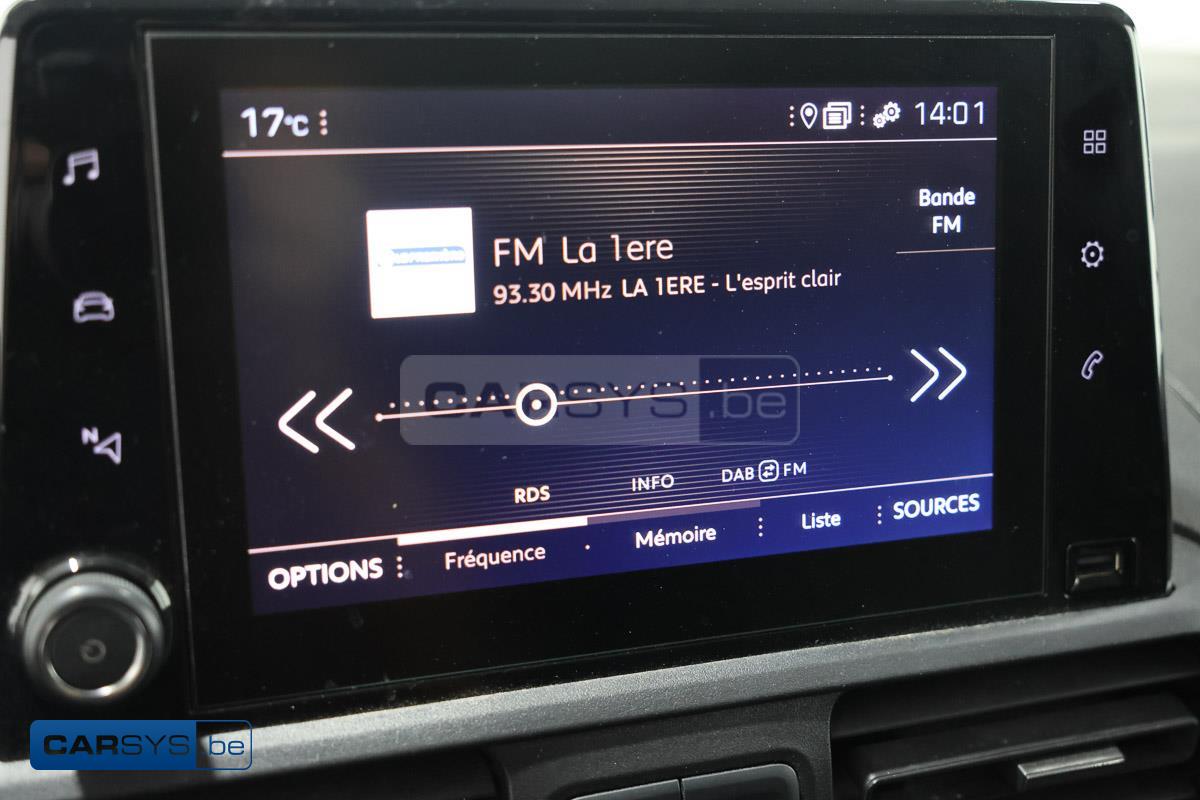 17°C
14:01
Bande
FM
FM La 1ere
93.30 MHz LA 1ERE - L'esprit clair
CARSYS.be
N
RDS INFO DAB FM
OPTIONS Fréquence Mémoire Liste SOURCES
CARSYS.be